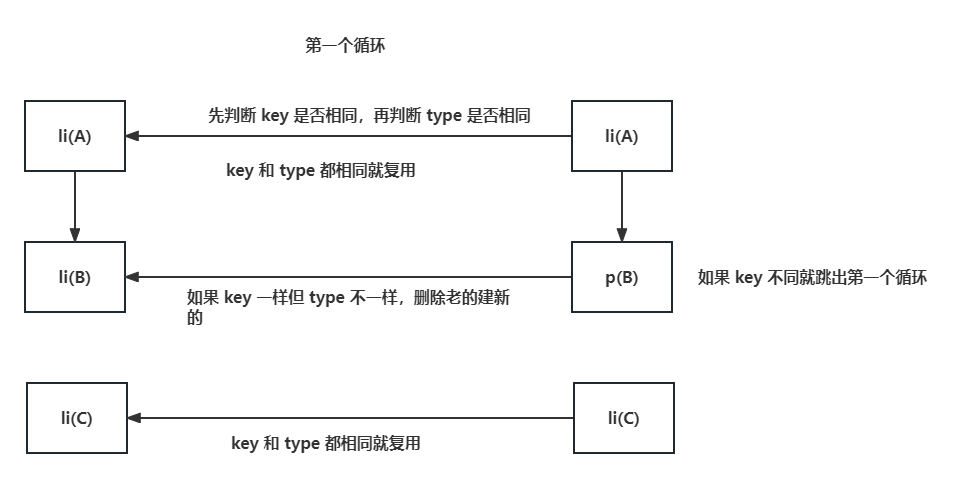 第一个循环
先判断 key 是否相同，再判断 type 是否相同
li(A)
li(A)
key 和 type 都相同就复用
li(B)
p(B)
如果 key 不同就跳出第一个循环
如果 key 一样但 type 不一样，删除老的建新
的
li(C)
li(C)
key 和 type 都相同就复用